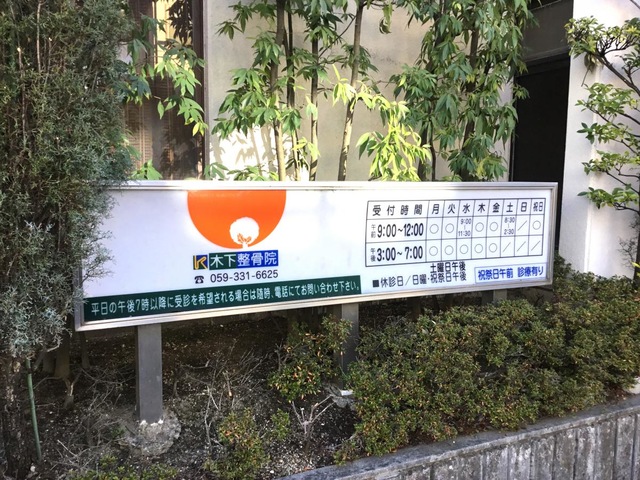 K 木下整骨院
☎ 059-331-6625
平日の午後7時以降に受診を希望される場合は随時、電話にてお問い合わせ下さい。
受付時間 月 火 水 木 金 土 日 祝日
午前 9:00~12:00 ○ ○ 9:00 11:30 ○ ○ 8:30 2:30 / ○
午後 3:00~7:00 ○ ○ ○ ○ ○ / / /
■休診日/日曜・土曜日午後 祝祭日午後
祝祭日午前 診療有り